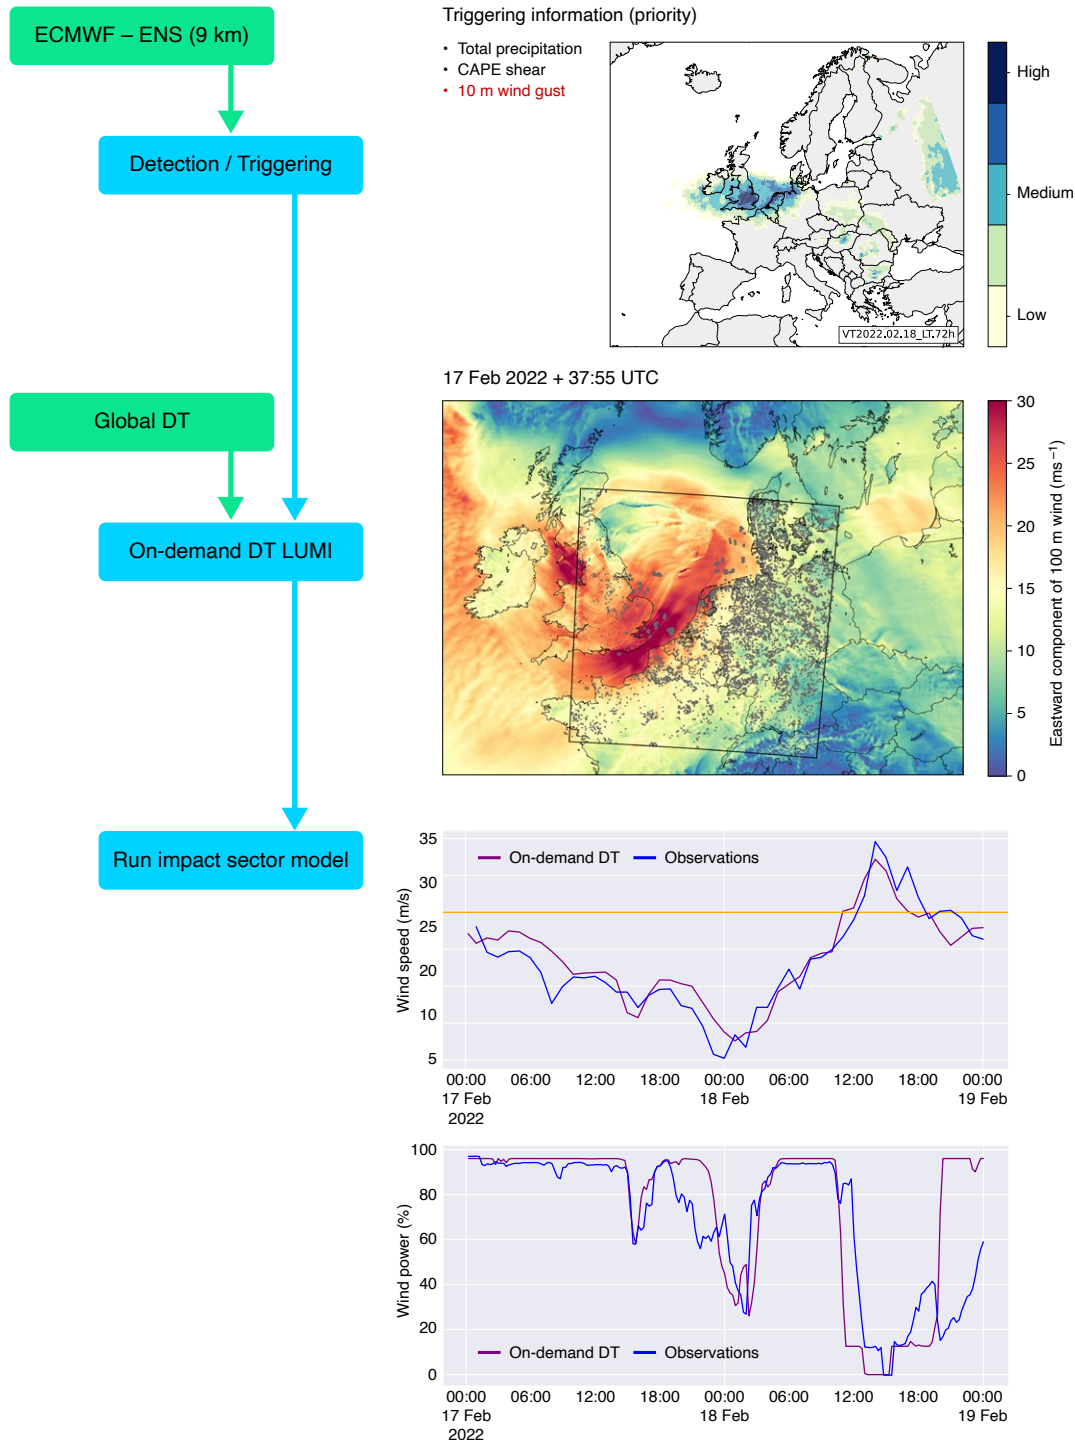 ECMWF – ENS (9 km)
Detection / Triggering
Global DT
On-demand DT LUMI
Run impact sector model
Triggering information (priority)
• Total precipitation
• CAPE shear
• 10 m wind gust
High
Medium
Low
VT2022.02.18_LT.72h
17 Feb 2022 + 37:55 UTC
30
25
20
15
10
5
0
Eastward component of 100 m wind (ms⁻¹)
35
30
25
20
10
5
Wind speed (m/s)
On-demand DT
Observations
00:00 06:00 12:00 18:00 00:00 06:00 12:00 18:00 00:00
17 Feb 18 Feb 19 Feb
2022
100
80
60
40
20
0
Wind power (%)
On-demand DT
Observations
00:00 06:00 12:00 18:00 00:00 06:00 12:00 18:00 00:00
17 Feb 18 Feb 19 Feb
2022